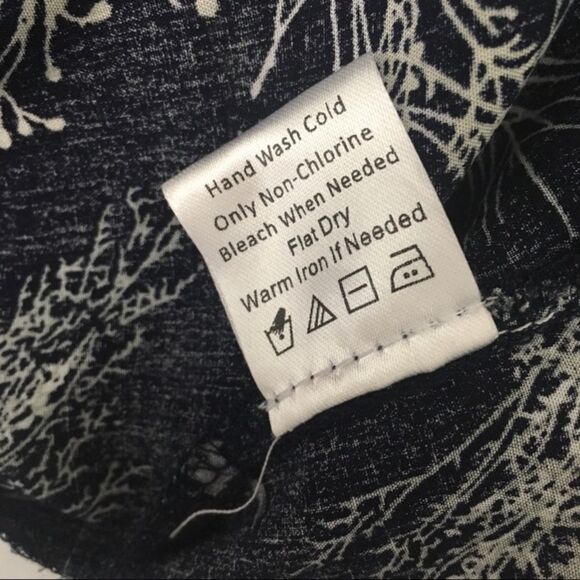 Hand Wash Cold
Only Non-Chlorine
Bleach When Needed
Flat Dry
Warm Iron If Needed